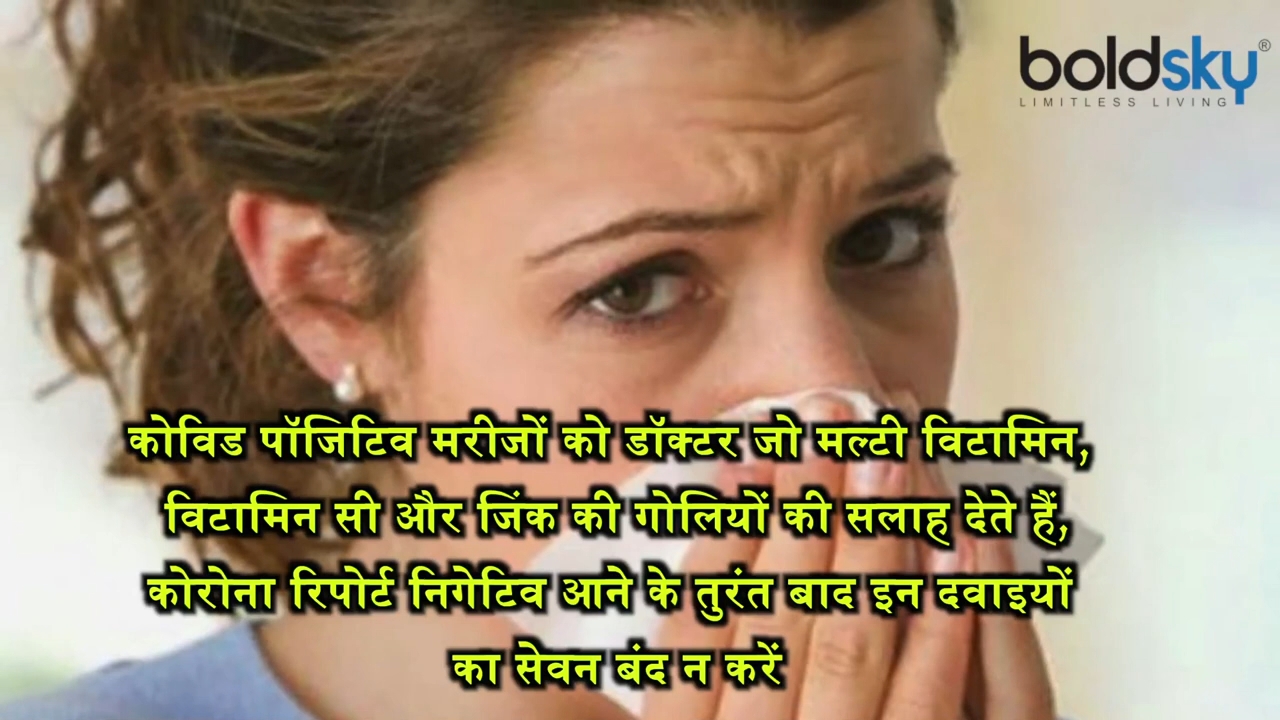 boldsky®
LIMITLESS LIVING
कोविड पॉजिटिव मरीजों को डॉक्टर जो मल्टी विटामिन,
विटामिन सी और जिंक की गोलियों की सलाह देते हैं,
कोरोना रिपोर्ट निगेटिव आने के तुरंत बाद इन दवाइयों
का सेवन बंद न करें